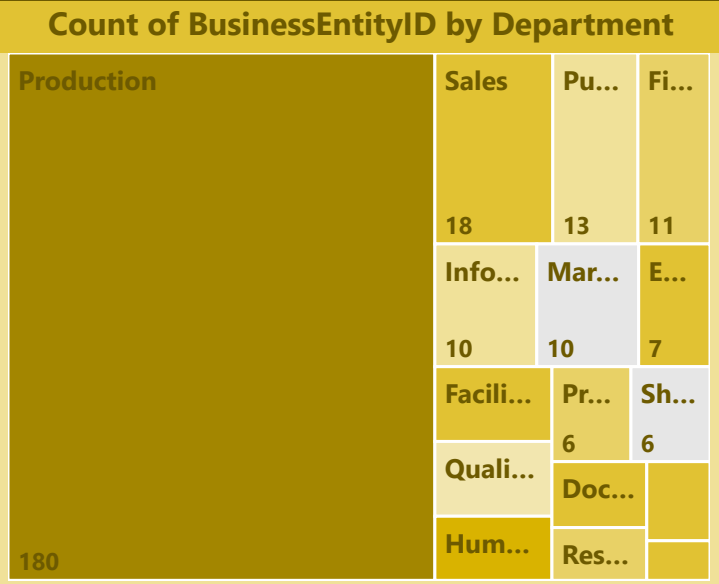 Count of BusinessEntityID by Department
Production
180
Sales
18
Pu...
13
Fi...
11
Info...
10
Mar...
10
E...
7
Facili...
Quali...
Hum...
Pr...
6
Sh...
6
Doc...
Res...